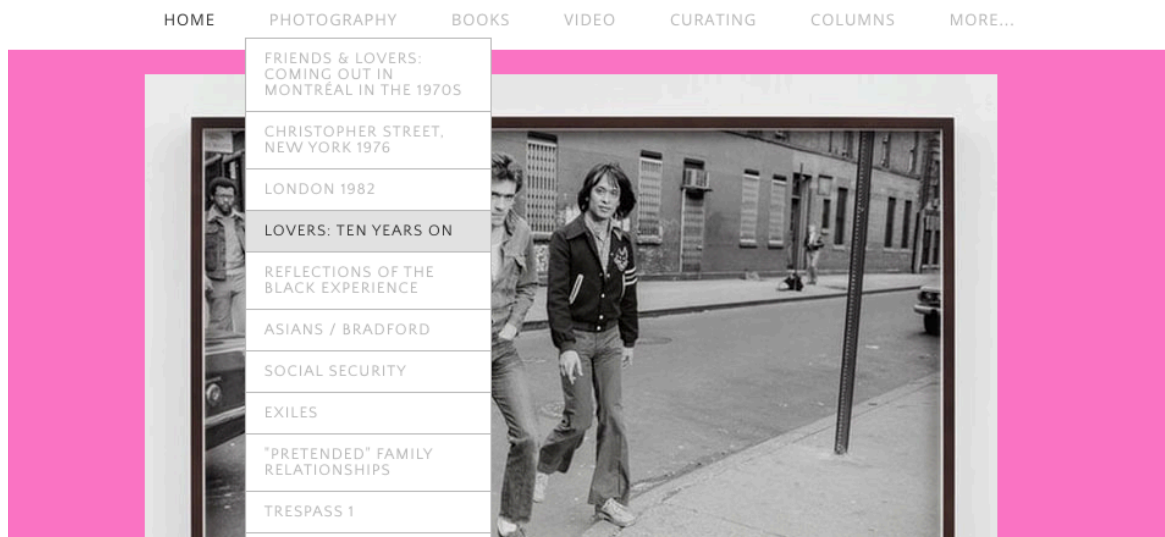 HOME PHOTOGRAPHY BOOKS VIDEO CURATING COLUMNS MORE...
FRIENDS & LOVERS:
COMING OUT IN
MONTRÉAL IN THE 1970S
CHRISTOPHER STREET,
NEW YORK 1976
LONDON 1982
LOVERS: TEN YEARS ON
REFLECTIONS OF THE
BLACK EXPERIENCE
ASIANS / BRADFORD
SOCIAL SECURITY
EXILES
"PRETENDED" FAMILY
RELATIONSHIPS
TRESPASS 1